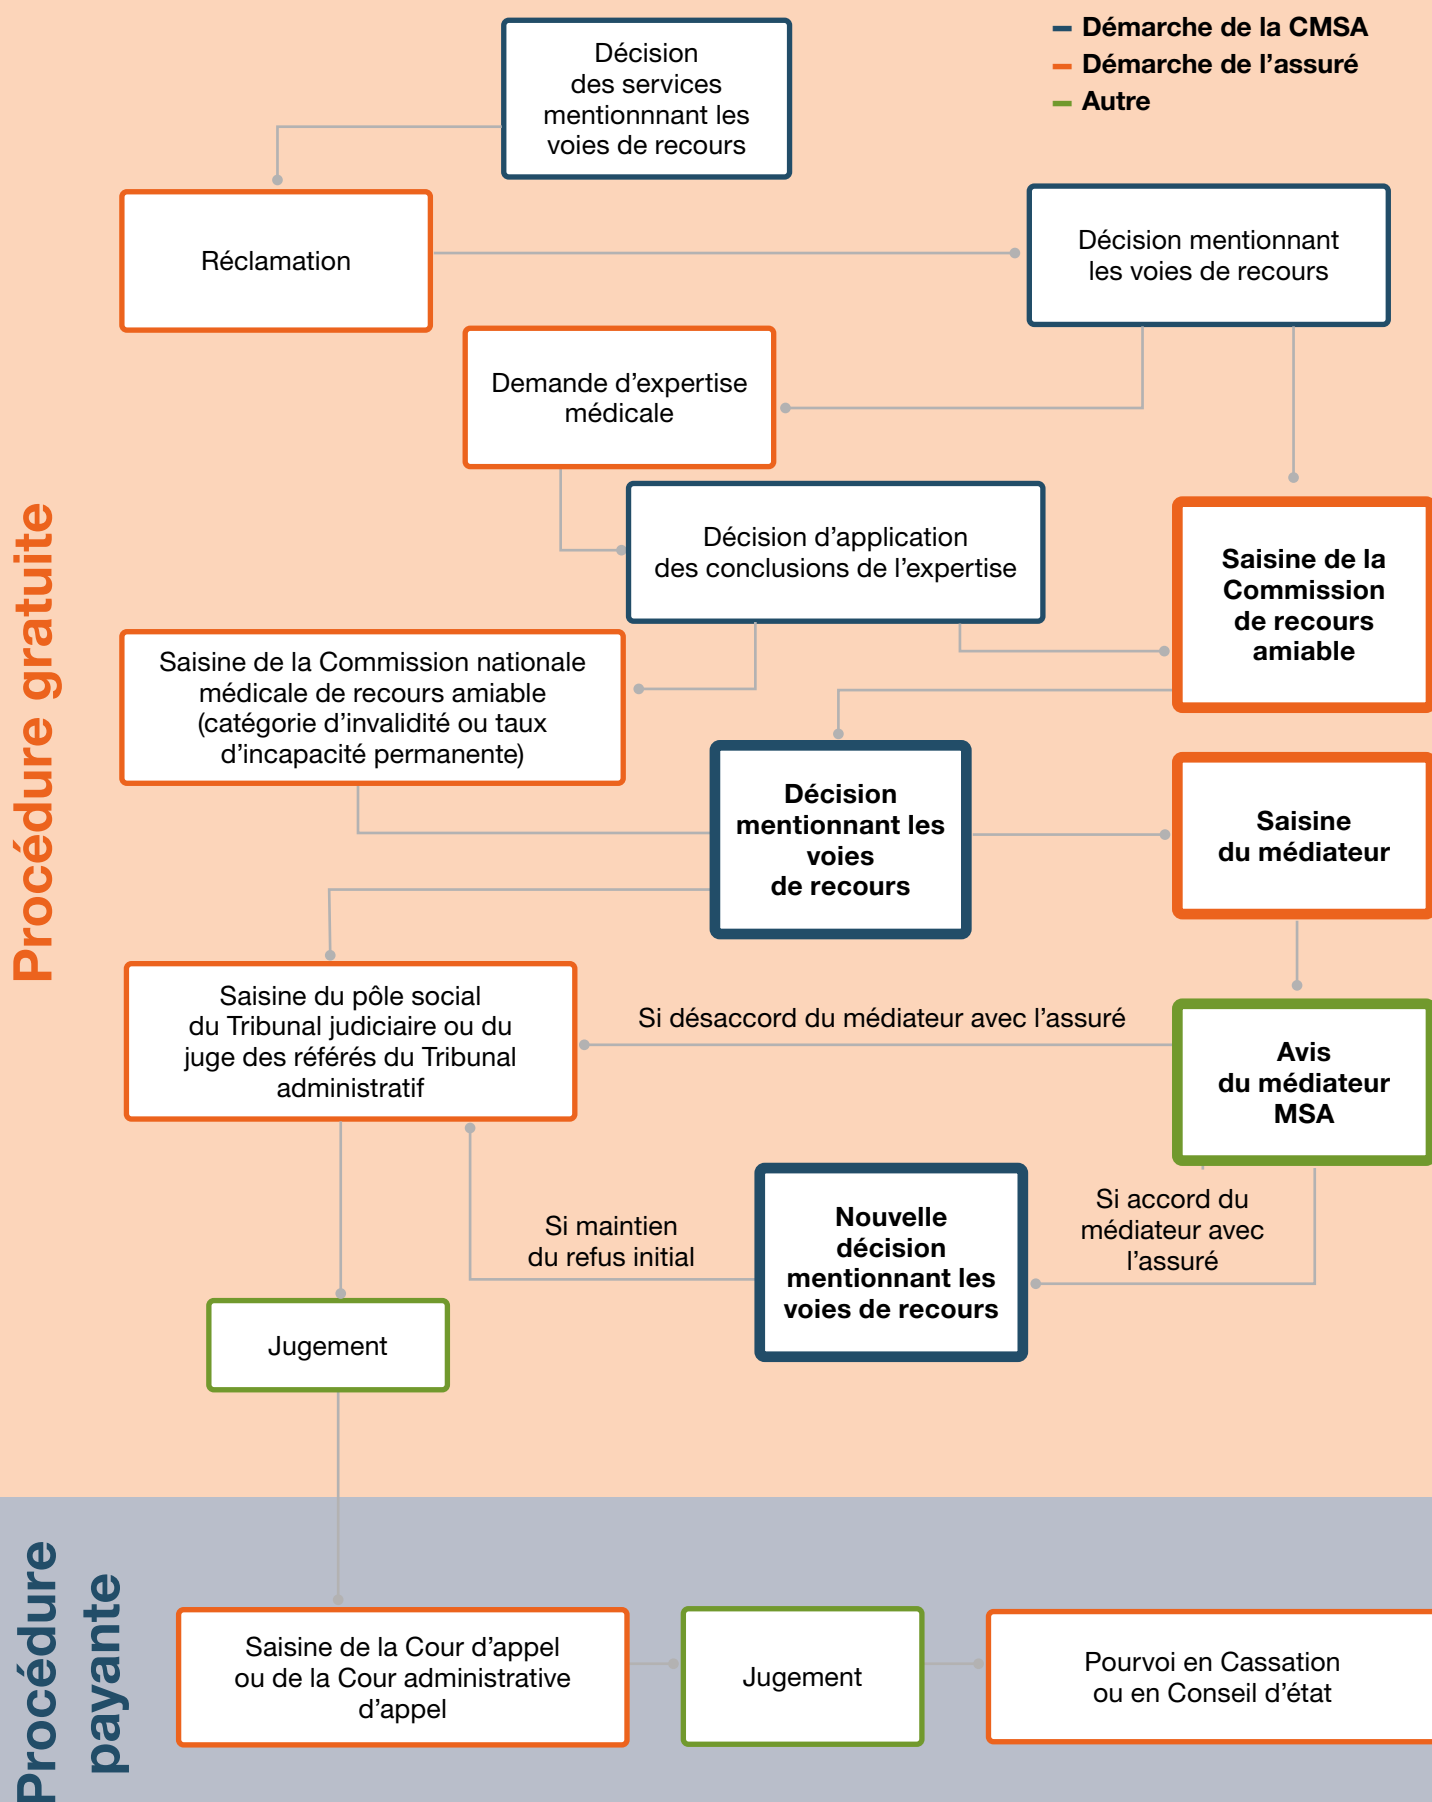 Démarche de la CMSA
Démarche de l’assuré
Autre
Décision
des services
mentionnnant les
voies de recours
Réclamation
Décision mentionnant
les voies de recours
Demande d’expertise
médicale
Décision d’application
des conclusions de l’expertise
Saisine de la
Commission
de recours
amiable
Saisine de la Commission nationale
médicale de recours amiable
(catégorie d’invalidité ou taux
d’incapacité permanente)
Décision
mentionnant les
voies
de recours
Saisine
du médiateur
Saisine du pôle social
du Tribunal judiciaire ou du
juge des référés du Tribunal
administratif
Si désaccord du médiateur avec l’assuré
Avis
du médiateur
MSA
Si accord du
médiateur avec
l’assuré
Nouvelle
décision
mentionnant les
voies de recours
Si maintien
du refus initial
Jugement
Procédure gratuite
Procédure
payante
Saisine de la Cour d’appel
ou de la Cour administrative
d’appel
Jugement
Pourvoi en Cassation
ou en Conseil d’état